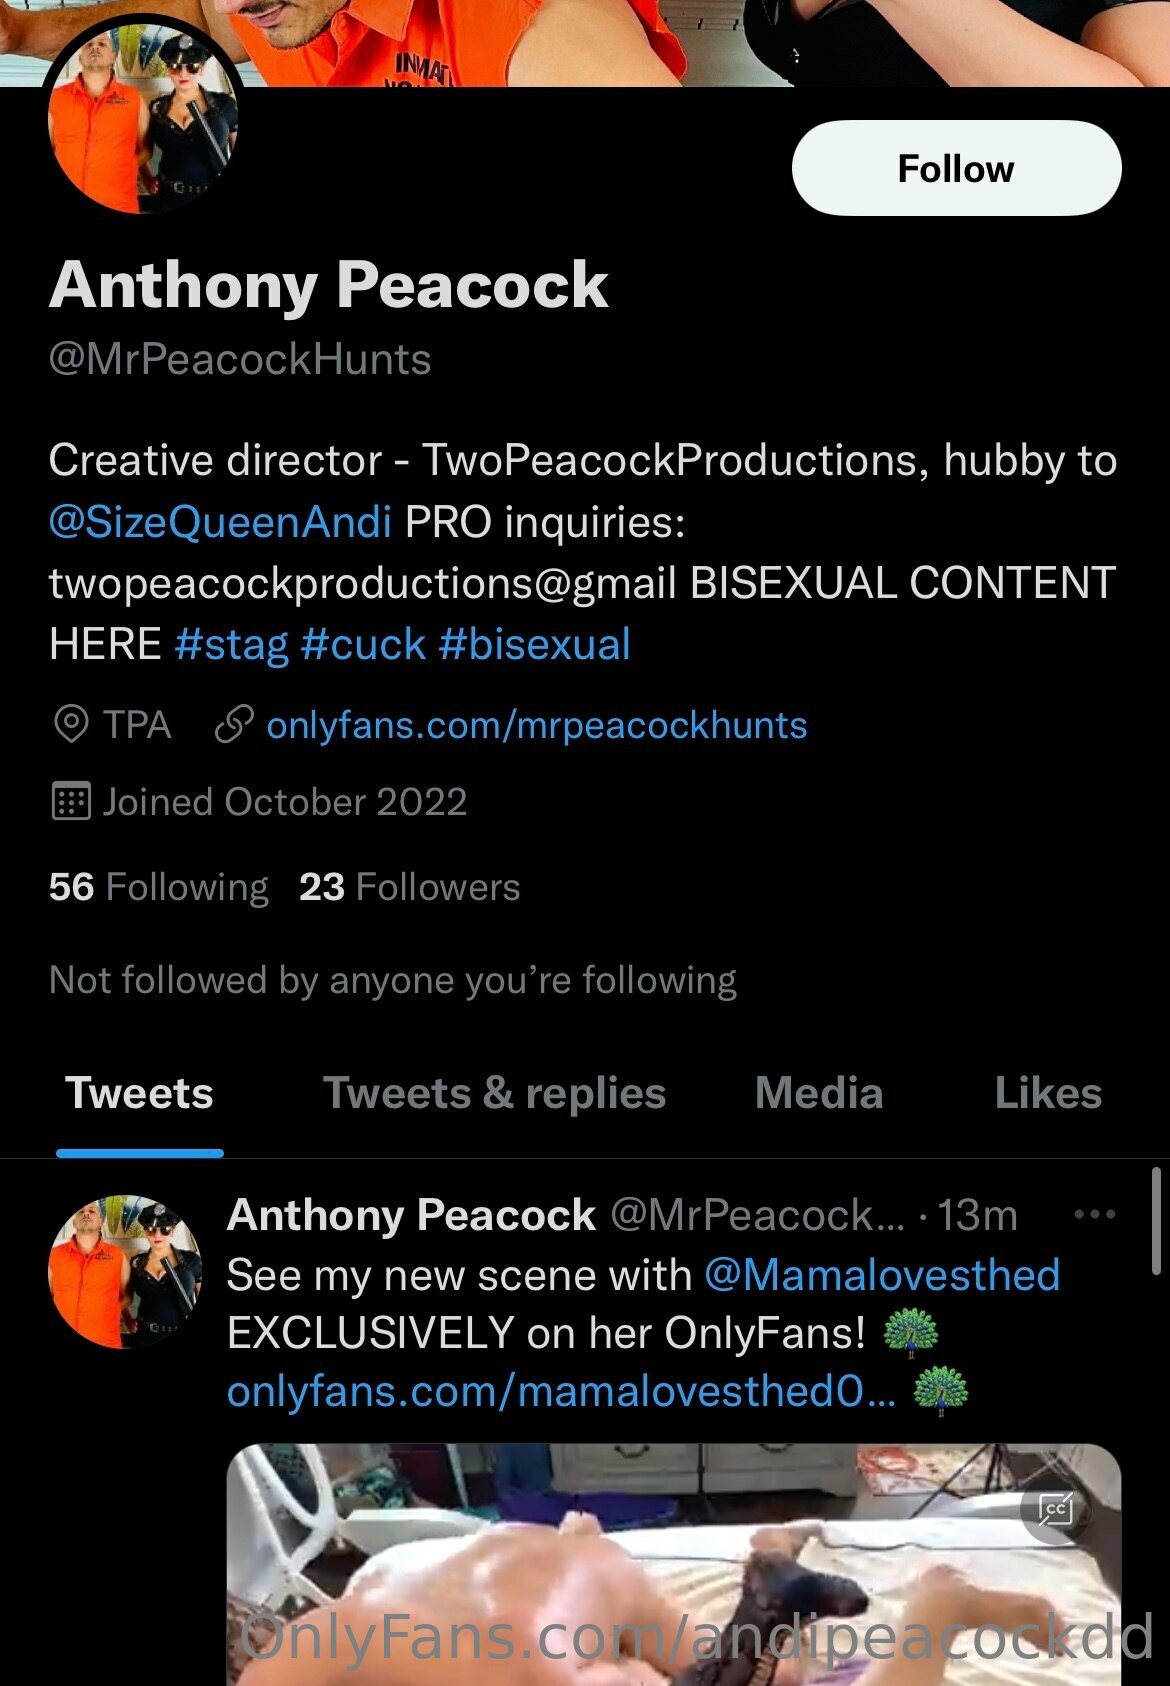 INMAT
Follow
Anthony Peacock
@MrPeacockHunts
Creative director - TwoPeacockProductions, hubby to
@SizeQueenAndi PRO inquiries:
twopeacockproductions@gmail BISEXUAL CONTENT
HERE #stag #cuck #bisexual
TPA onlyfans.com/mrpeacockhunts
Joined October 2022
56 Following 23 Followers
Not followed by anyone you’re following
Tweets Tweets & replies Media Likes
Anthony Peacock @MrPeacock... · 13m
See my new scene with @Mamalovesthed
EXCLUSIVELY on her OnlyFans!
onlyfans.com/mamalovesthed0...
CC
OnlyFans.com/andipeacockdd